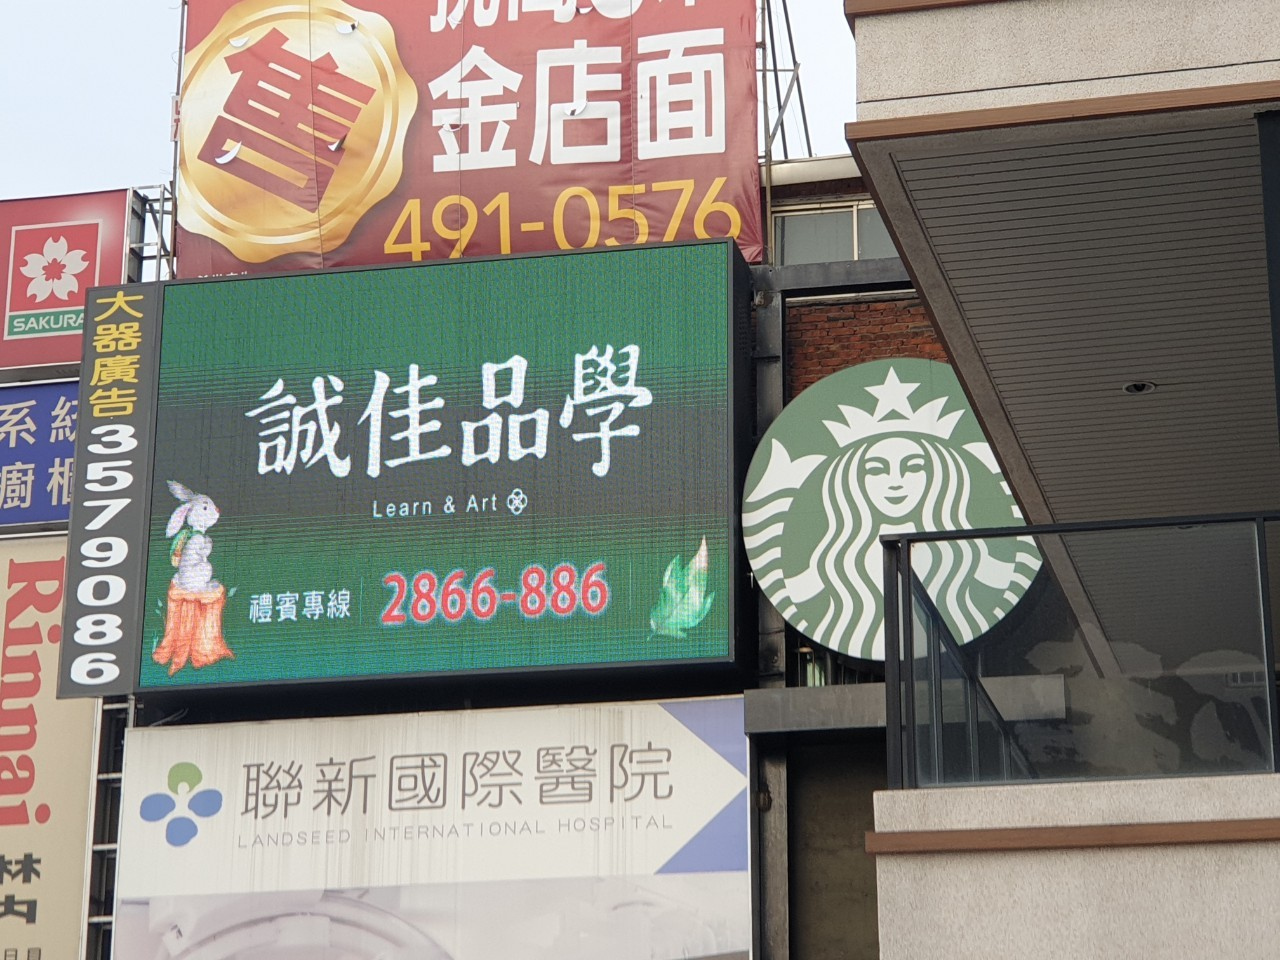 售
金店面
491-0576
SAKURA
系統
廚櫃
大器廣告
3579086
誠佳品學
Learn & Art
禮賓專線
2866-886
Rinnai
林內
聯新國際醫院
LANDSEED INTERNATIONAL HOSPITAL